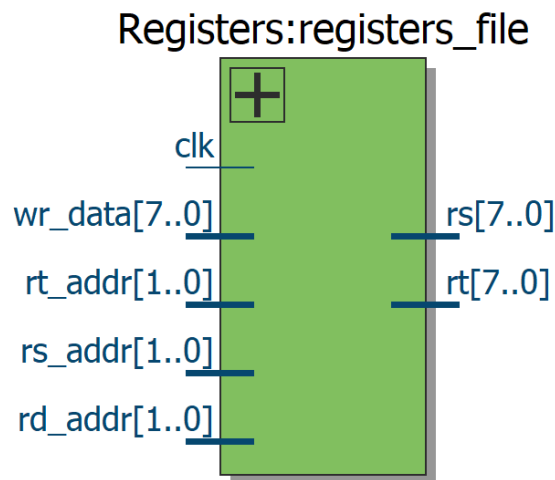 Registers:registers_file
clk
wr_data[7..0]
rs[7..0]
rt_addr[1..0]
rt[7..0]
rs_addr[1..0]
rd_addr[1..0]